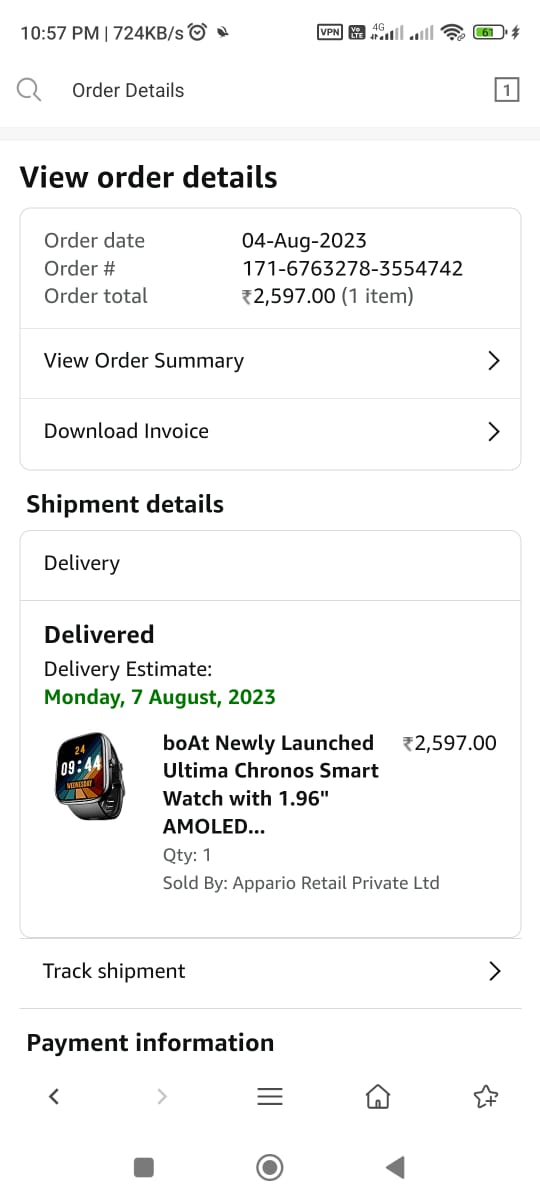 10:57 PM | 724KB/s
VPN
Vo
LTE
4G
61
Order Details
1
View order details
Order date 04-Aug-2023
Order # 171-6763278-3554742
Order total ₹2,597.00 (1 item)
View Order Summary
Download Invoice
Shipment details
Delivery
Delivered
Delivery Estimate:
Monday, 7 August, 2023
24
09:44
WEDNESDAY
boAt Newly Launched ₹2,597.00
Ultima Chronos Smart
Watch with 1.96"
AMOLED...
Qty: 1
Sold By: Appario Retail Private Ltd
Track shipment
Payment information